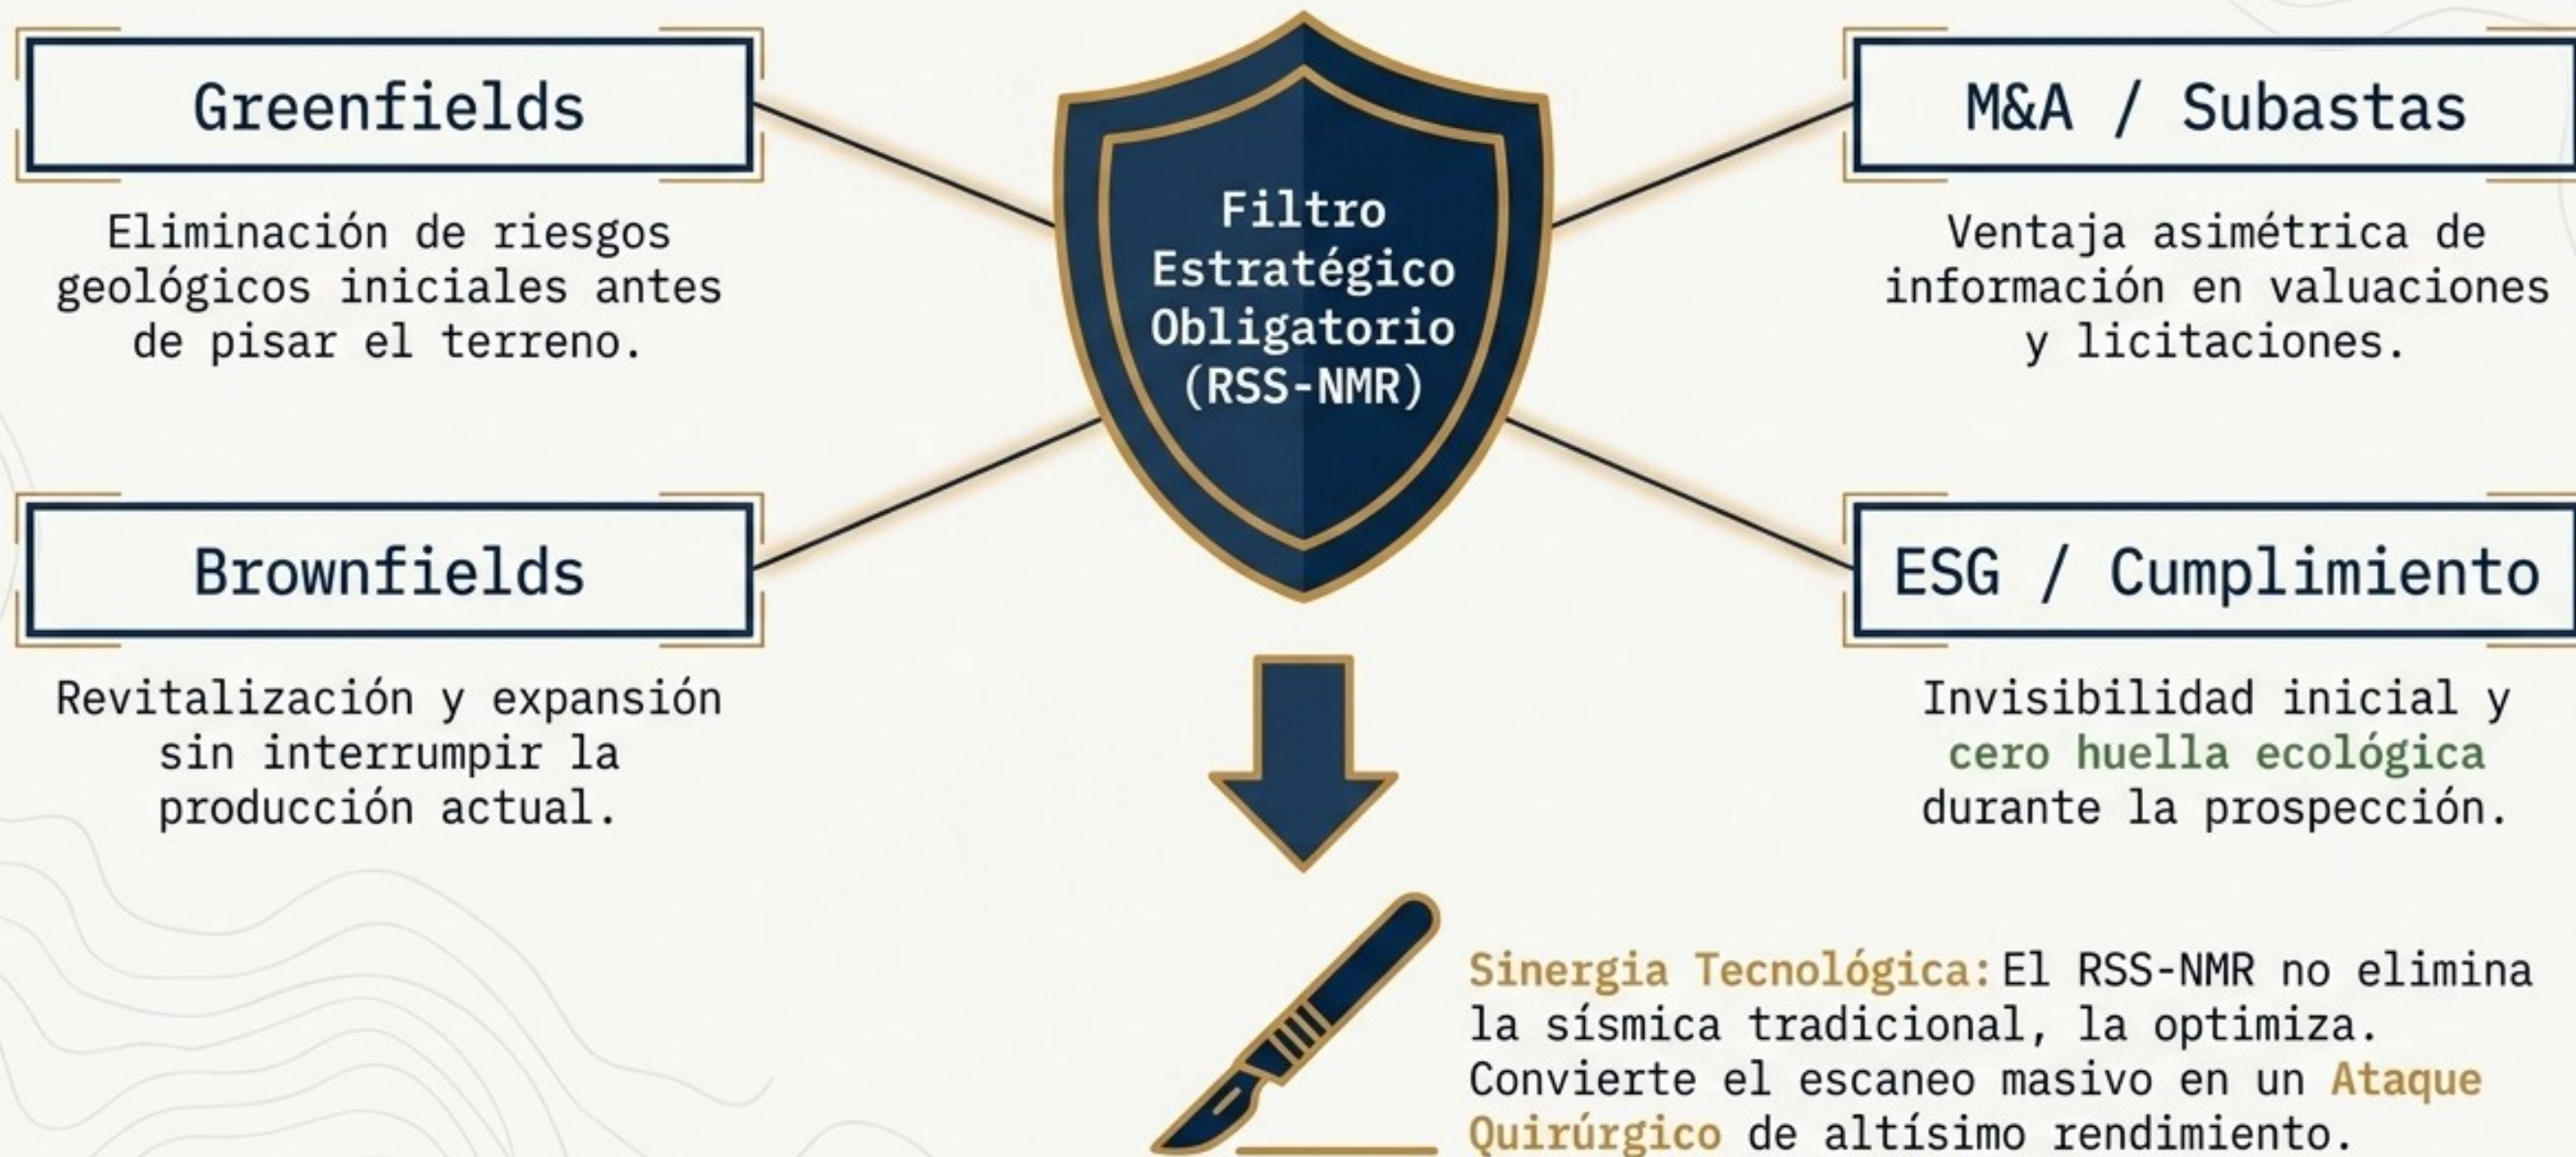 Greenfields
Eliminación de riesgos
geológicos iniciales antes
de pisar el terreno.
Brownfields
Revitalización y expansión
sin interrumpir la
producción actual.
Filtro
Estratégico
Obligatorio
(RSS-NMR)
M&A / Subastas
Ventaja asimétrica de
información en valuaciones
y licitaciones.
ESG / Cumplimiento
Invisibilidad inicial y
cero huella ecológica
durante la prospección.
Sinergia Tecnológica: El RSS-NMR no elimina
la sísmica tradicional, la optimiza.
Convierte el escaneo masivo en un Ataque
Quirúrgico de altísimo rendimiento.